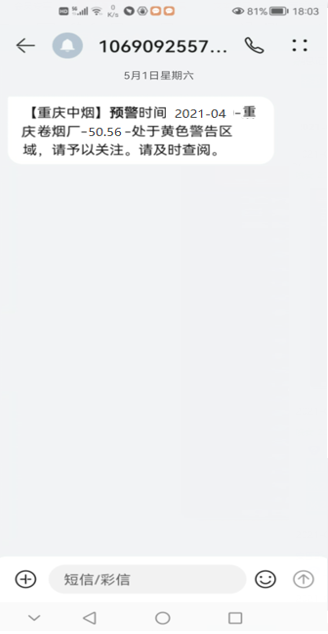 HD 0 K/s 81% 18:03
1069092557...
5月1日星期六
【重庆中烟】预警时间 2021-04 -重
庆卷烟厂-50.56-处于黄色警告区
域，请予以关注。请及时查阅。
短信/彩信